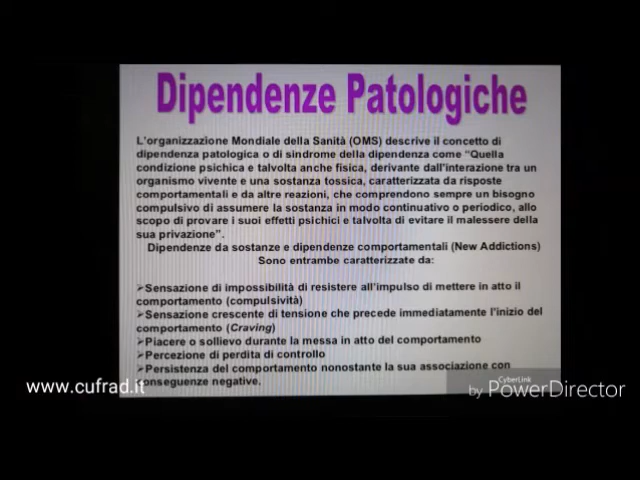 Dipendenze Patologiche
L'organizzazione Mondiale della Sanità (OMS) descrive il concetto di
dipendenza patologica o di sindrome della dipendenza come "Quella
condizione psichica e talvolta anche fisica, derivante dall'interazione tra un
organismo vivente e una sostanza tossica, caratterizzata da risposte
comportamentali e da altre reazioni, che comprendono sempre un bisogno
compulsivo di assumere la sostanza in modo continuativo o periodico, allo
scopo di provare i suoi effetti psichici e talvolta di evitare il malessere della
sua privazione".
Dipendenze da sostanze e dipendenze comportamentali (New Addictions)
Sono entrambe caratterizzate da:
➢Sensazione di impossibilità di resistere all'impulso di mettere in atto il
comportamento (compulsività)
➢Sensazione crescente di tensione che precede immediatamente l'inizio del
comportamento (Craving)
➢Piacere o sollievo durante la messa in atto del comportamento
➢Percezione di perdita di controllo
➢Persistenza del comportamento nonostante la sua associazione con
conseguenze negative.
www.cufrad.it
CyberLink
by PowerDirector